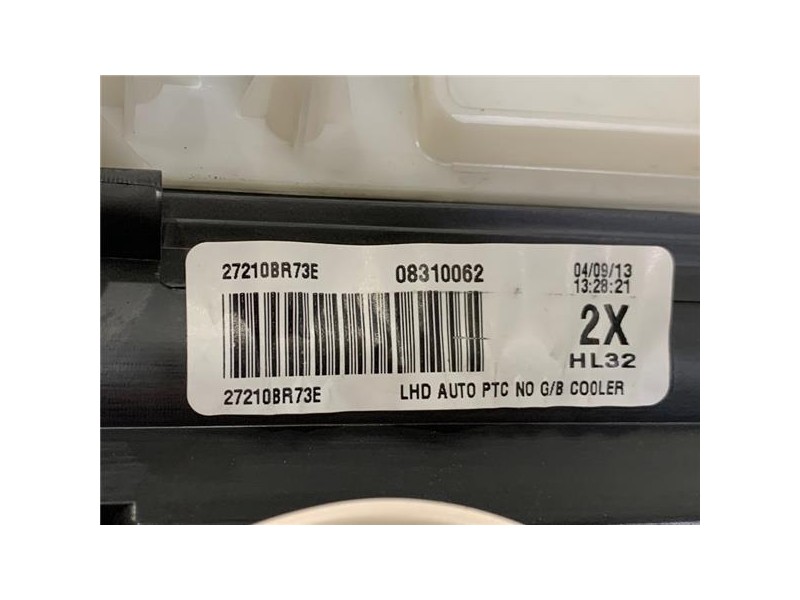 27210BR73E 08310062 04/09/13
13:28:21
2X
HL32
27210BR73E LHD AUTO PTC NO G/B COOLER